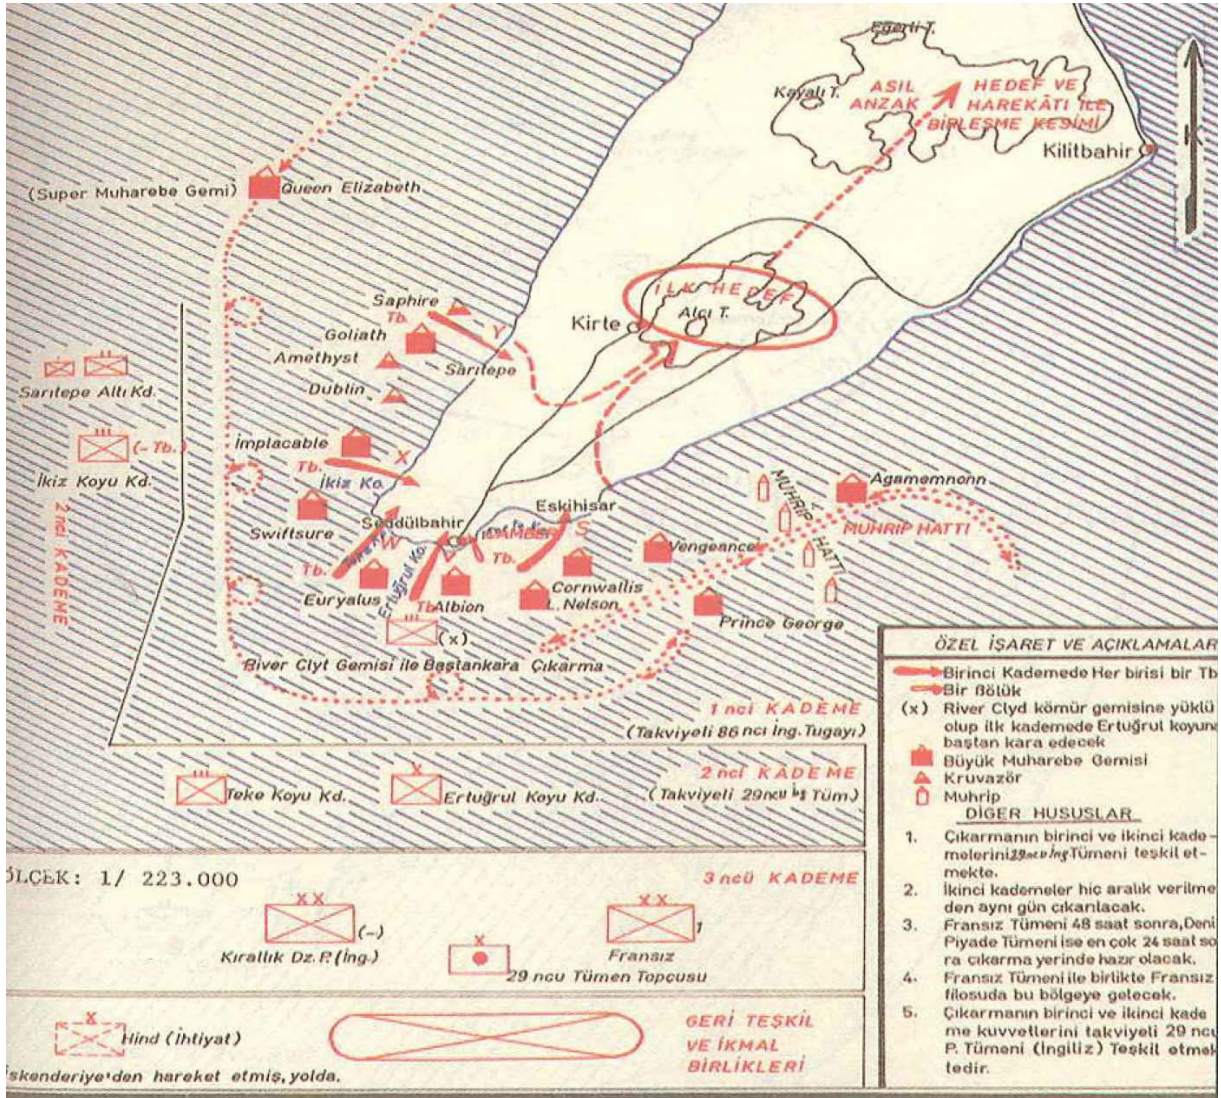 Eğerli T.
Kayalı T.
ASIL
ANZAK
HEDEF VE
HAREKÂTI İLE
BİRLEŞME KESİMİ
Kilitbahir
K
(Super Muharebe Gemi)
Queen Elizabeth
İLK HEDEF
Alçı T.
Kirte
Saphire
Tb.
Goliath
Y
Amethyst
Sarıtepe
Dublin
Sarıtepe Altı Kd.
(- Tb.)
İkiz Koyu Kd.
2 nci KADEME
İmplacable
Tb.
X
İkiz Ko.
Swiftsure
Seddülbahir
Eskihisar
W
S
Tb.
Tb.
Euryalus
Ertuğrul Ko.
Tb.
Albion
Cornwallis
L. Nelson
Vengeance
Agamemnonn
MUHRİP HATTI
MUHRİP HATTI
Prince George
(x)
River Clyt Gemisi ile Baştankara Çıkarma
1 nci KADEME
(Takviyeli 86 ncı İng. Tugayı)
Teke Koyu Kd.
Ertuğrul Koyu Kd.
2 nci KADEME
(Takviyeli 29 ncu İng Tüm.)
ÖLÇEK: 1/ 223.000
3 ncü KADEME
(-)
Kırallık Dz. P. (İng.)
1
Fransız
29 ncu Tümen Topçusu
Hind (İhtiyat)
GERİ TEŞKİL
VE İKMAL
BİRLİKLERİ
İskenderiye'den hareket etmiş, yolda.
ÖZEL İŞARET VE AÇIKLAMALAR
Birinci Kademede Her birisi bir Tb
Bir Bölük
(x) River Clyd kömür gemisine yüklü
olup ilk kademede Ertuğrul koyuna
baştan kara edecek
Büyük Muharebe Gemisi
Kruvazör
Muhrip
DİĞER HUSUSLAR
1. Çıkarmanın birinci ve ikinci kade-
melerini 29 ncu İng Tümeni teşkil et-
mekte.
2. İkinci kademeler hiç aralık verilme
den aynı gün çıkarılacak.
3. Fransız Tümeni 48 saat sonra, Deni
Piyade Tümeni ise en çok 24 saat so
ra çıkarma yerinde hazır olacak.
4. Fransız Tümeni ile birlikte Fransız
filosuda bu bölgeye gelecek.
5. Çıkarmanın birinci ve ikinci kade
me kuvvetlerini takviyeli 29 ncu
P. Tümeni (İngiliz) Teşkil etmek
tedir.